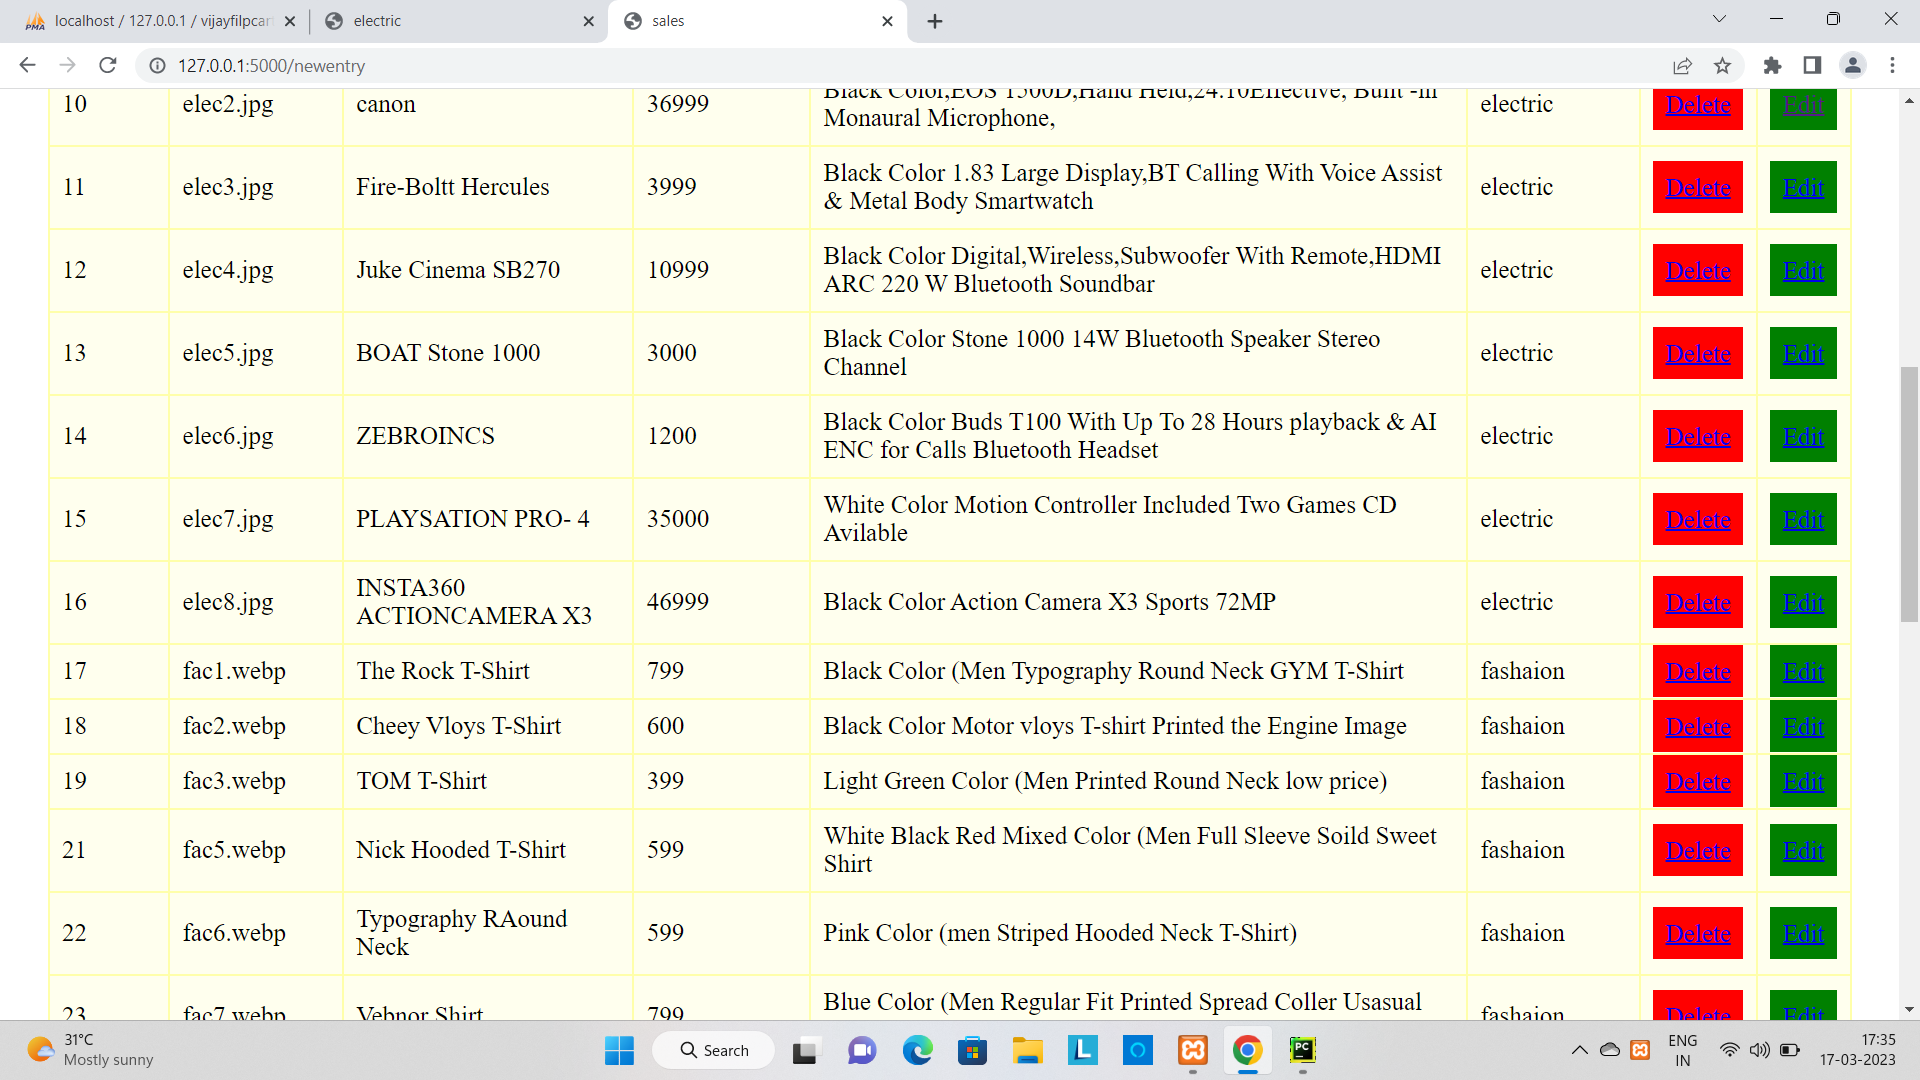 localhost / 127.0.0.1 / vijayfilpcar
electric
sales
127.0.0.1:5000/newentry
10 elec2.jpg canon 36999 Black Color,EOS 1500D,Hand Held,24.10Effective, Built -in Monaural Microphone, electric Delete Edit
11 elec3.jpg Fire-Boltt Hercules 3999 Black Color 1.83 Large Display,BT Calling With Voice Assist & Metal Body Smartwatch electric Delete Edit
12 elec4.jpg Juke Cinema SB270 10999 Black Color Digital,Wireless,Subwoofer With Remote,HDMI ARC 220 W Bluetooth Soundbar electric Delete Edit
13 elec5.jpg BOAT Stone 1000 3000 Black Color Stone 1000 14W Bluetooth Speaker Stereo Channel electric Delete Edit
14 elec6.jpg ZEBROINCS 1200 Black Color Buds T100 With Up To 28 Hours playback & AI ENC for Calls Bluetooth Headset electric Delete Edit
15 elec7.jpg PLAYSATION PRO- 4 35000 White Color Motion Controller Included Two Games CD Avilable electric Delete Edit
16 elec8.jpg INSTA360 ACTIONCAMERA X3 46999 Black Color Action Camera X3 Sports 72MP electric Delete Edit
17 fac1.webp The Rock T-Shirt 799 Black Color (Men Typography Round Neck GYM T-Shirt fashaion Delete Edit
18 fac2.webp Cheey Vloys T-Shirt 600 Black Color Motor vloys T-shirt Printed the Engine Image fashaion Delete Edit
19 fac3.webp TOM T-Shirt 399 Light Green Color (Men Printed Round Neck low price) fashaion Delete Edit
21 fac5.webp Nick Hooded T-Shirt 599 White Black Red Mixed Color (Men Full Sleeve Soild Sweet Shirt fashaion Delete Edit
22 fac6.webp Typography RAound Neck 599 Pink Color (men Striped Hooded Neck T-Shirt) fashaion Delete Edit
23 fac7.webp Vebnor Shirt 799 Blue Color (Men Regular Fit Printed Spread Coller Usasual fashaion Delete Edit
31°C
Mostly sunny
Search
ENG
IN
17:35
17-03-2023